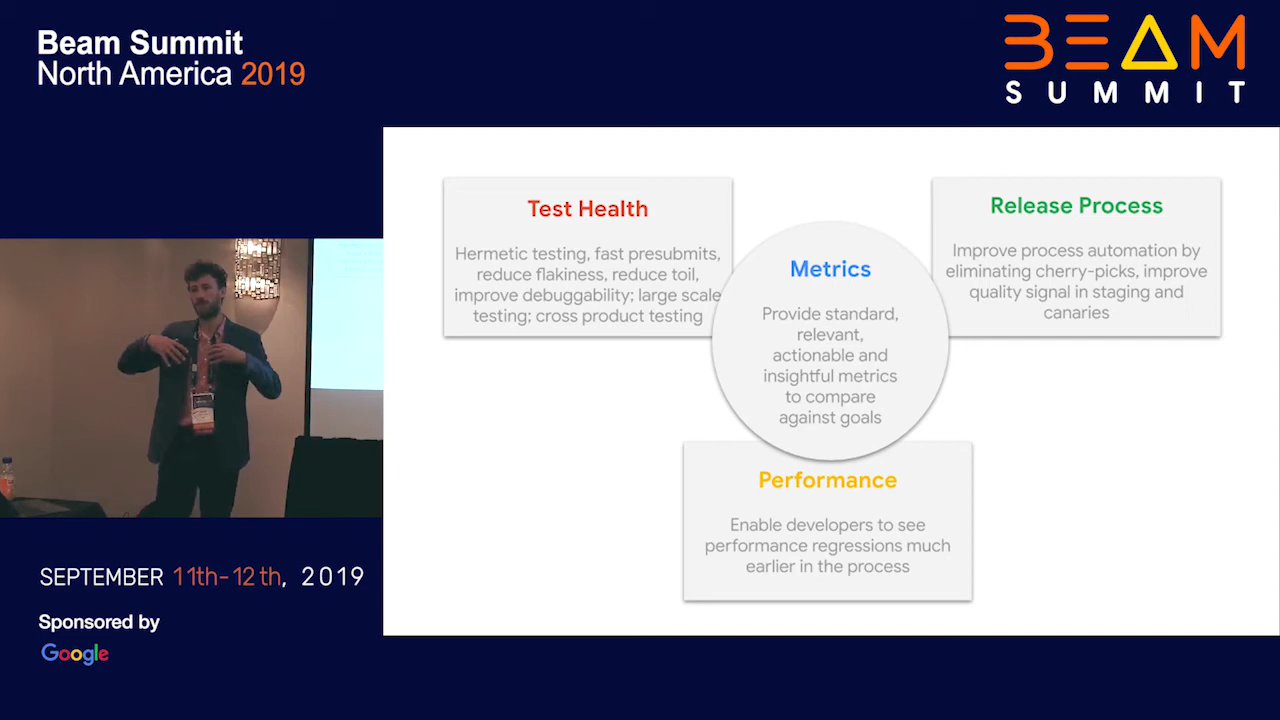 Beam Summit
North America 2019
BEAM
SUMMIT
Test Health
Hermetic testing, fast presubmits,
reduce flakiness, reduce toil,
improve debuggability; large scale
testing; cross product testing
Metrics
Provide standard,
relevant,
actionable and
insightful metrics
to compare
against goals
Release Process
Improve process automation by
eliminating cherry-picks, improve
quality signal in staging and
canaries
Performance
Enable developers to see
performance regressions much
earlier in the process
SEPTEMBER 11th-12th, 2019
Sponsored by
Google